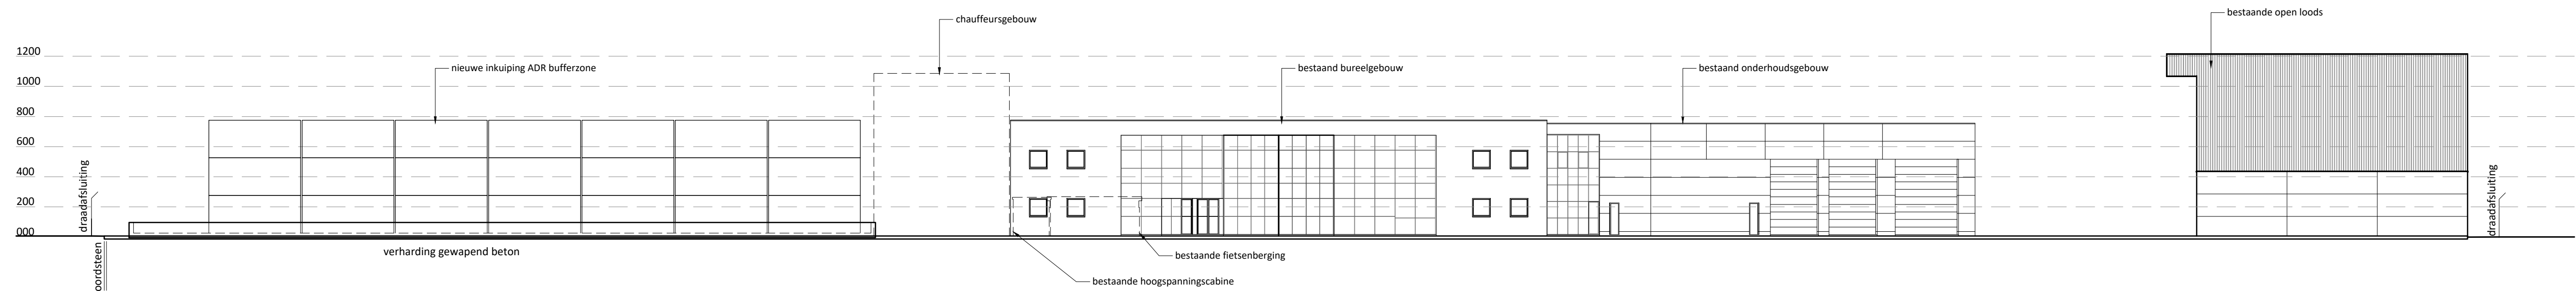 bestaande open loods
chauffeursgebouw
1200
nieuwe inkuiping ADR bufferzone
bestaand bureelgebouw
bestaand onderhoudsgebouw
1000
800
600
400
200
000
draadafsluiting
draadafsluiting
verharding gewapend beton
bestaande fietsenberging
bestaande hoogspanningscabine
oordsteen